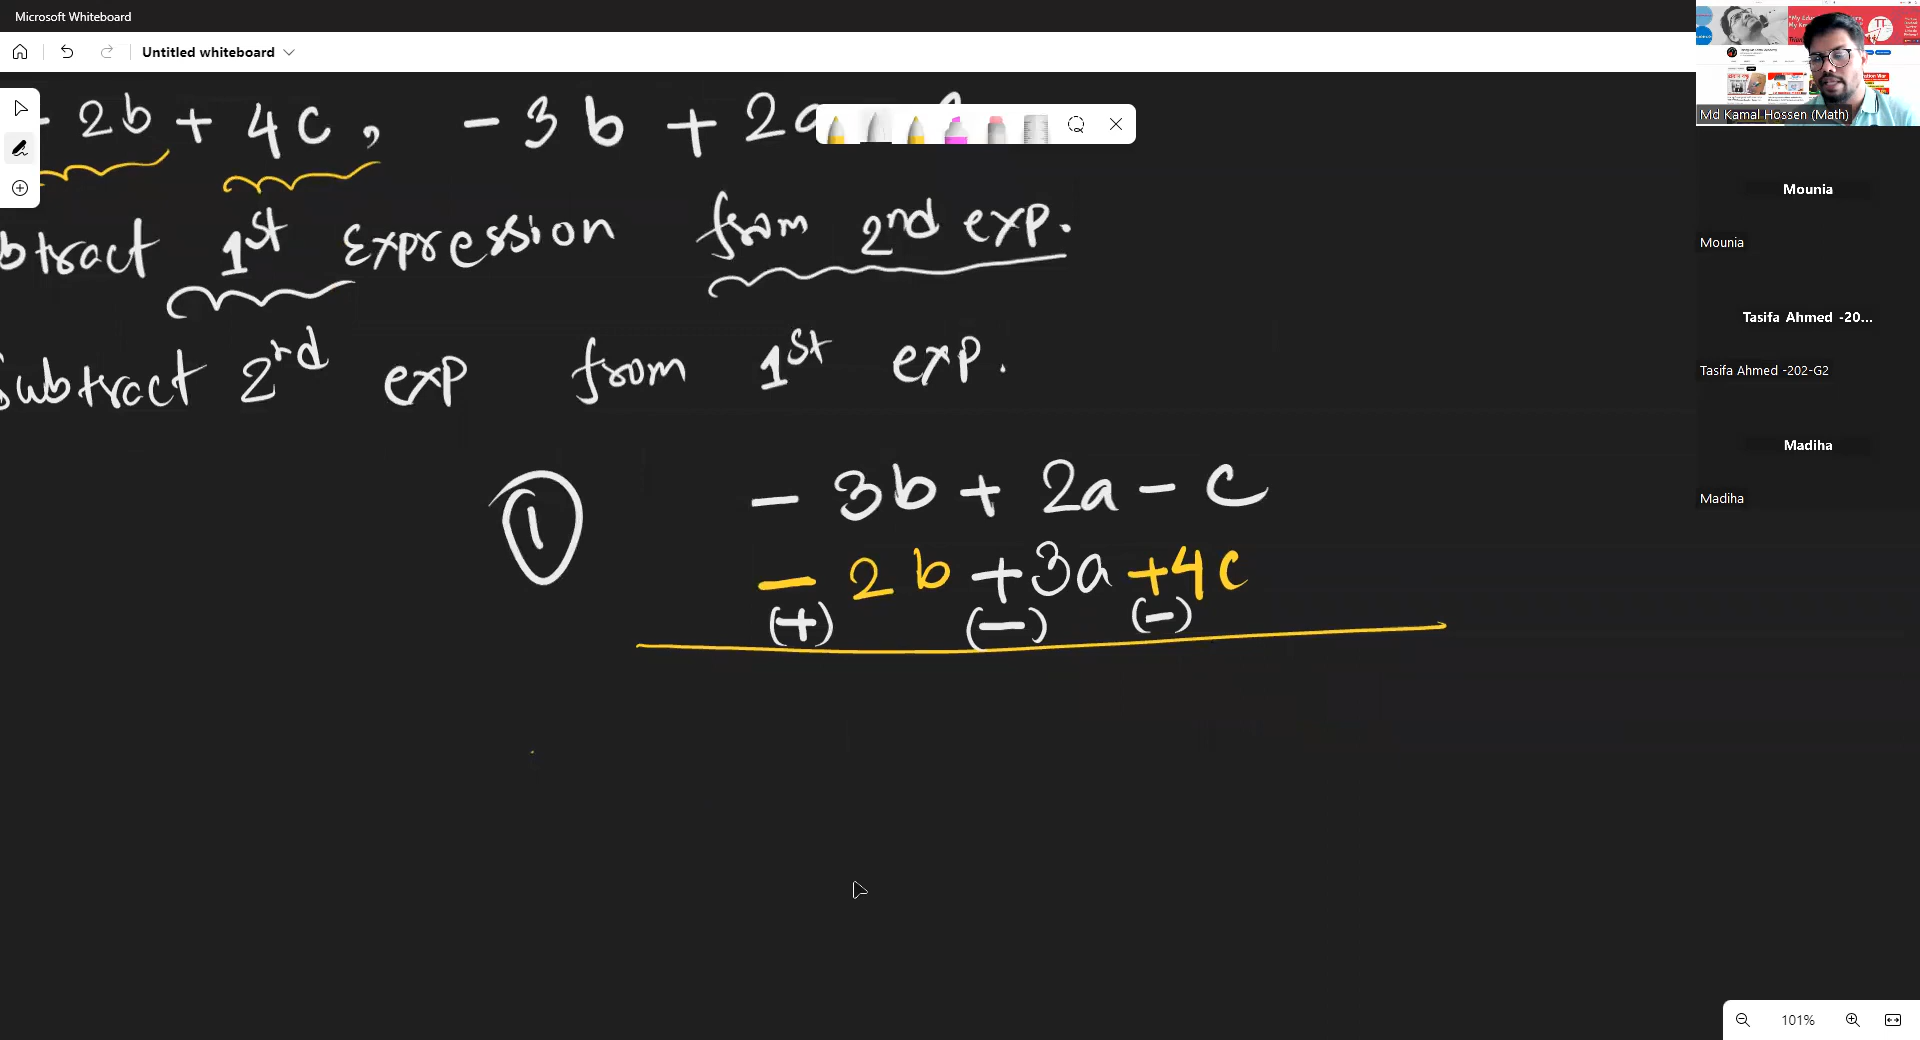 Microsoft Whiteboard
Untitled whiteboard
- 2b + 4c, - 3b + 2a
btract 1st Expression from 2nd exp.
Subtract 2nd exp from 1st exp.
1
- 3b + 2a - c
- 2b + 3a + 4c
(+) (-) (-)
Md Kamal Hossen (Math)
Mounia
Mounia
Tasifa Ahmed -20...
Tasifa Ahmed -202-G2
Madiha
Madiha
101%